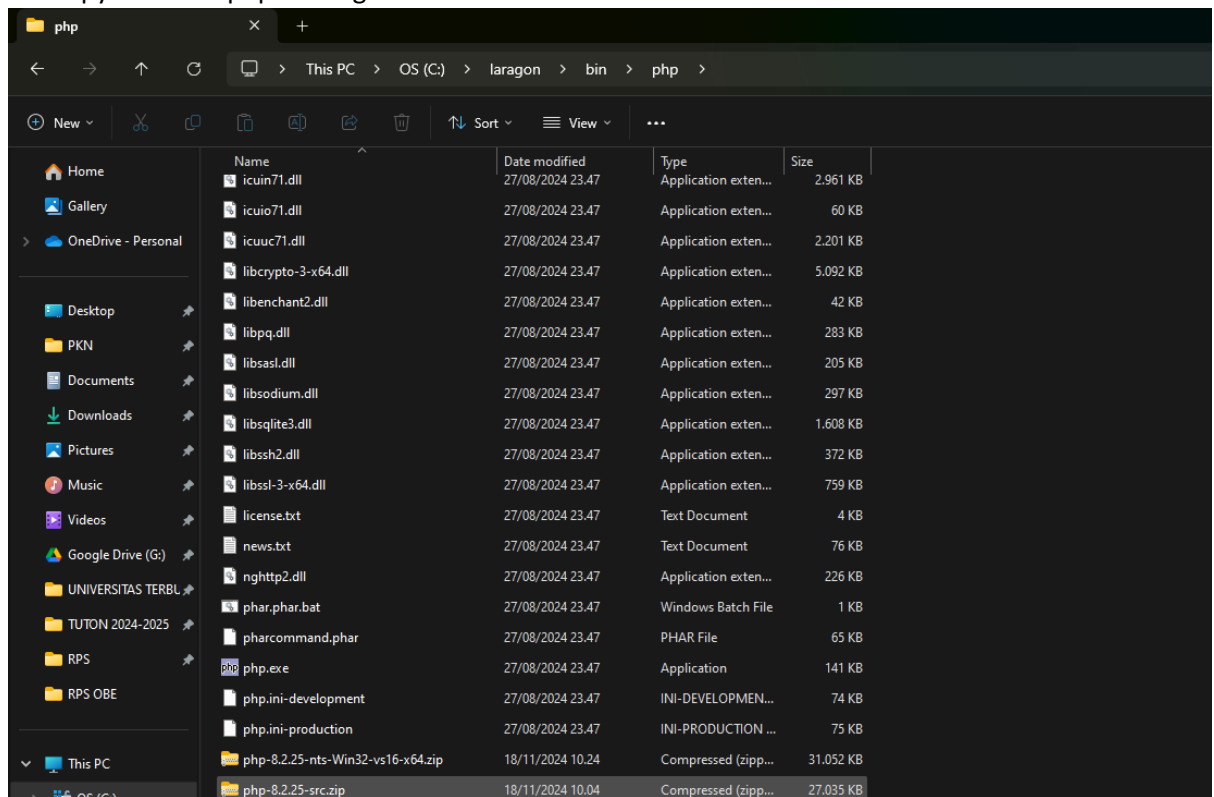 php
This PC > OS (C:) > laragon > bin > php >
New Sort View ...
Name Date modified Type Size
icuin71.dll 27/08/2024 23.47 Application exten... 2.961 KB
icuio71.dll 27/08/2024 23.47 Application exten... 60 KB
icuuc71.dll 27/08/2024 23.47 Application exten... 2.201 KB
libcrypto-3-x64.dll 27/08/2024 23.47 Application exten... 5.092 KB
libenchant2.dll 27/08/2024 23.47 Application exten... 42 KB
libpq.dll 27/08/2024 23.47 Application exten... 283 KB
libsasl.dll 27/08/2024 23.47 Application exten... 205 KB
libsodium.dll 27/08/2024 23.47 Application exten... 297 KB
libsqlite3.dll 27/08/2024 23.47 Application exten... 1.608 KB
libssh2.dll 27/08/2024 23.47 Application exten... 372 KB
libssl-3-x64.dll 27/08/2024 23.47 Application exten... 759 KB
license.txt 27/08/2024 23.47 Text Document 4 KB
news.txt 27/08/2024 23.47 Text Document 76 KB
nghttp2.dll 27/08/2024 23.47 Application exten... 226 KB
phar.phar.bat 27/08/2024 23.47 Windows Batch File 1 KB
pharcommand.phar 27/08/2024 23.47 PHAR File 65 KB
php php.exe 27/08/2024 23.47 Application 141 KB
php.ini-development 27/08/2024 23.47 INI-DEVELOPMEN... 74 KB
php.ini-production 27/08/2024 23.47 INI-PRODUCTION ... 75 KB
php-8.2.25-nts-Win32-vs16-x64.zip 18/11/2024 10.24 Compressed (zipp... 31.052 KB
php-8.2.25-src.zip 18/11/2024 10.04 Compressed (zipp... 27.035 KB
Home
Gallery
OneDrive - Personal
Desktop
PKN
Documents
Downloads
Pictures
Music
Videos
Google Drive (G:)
UNIVERSITAS TERBU
TUTON 2024-2025
RPS
RPS OBE
This PC
OS (C:)